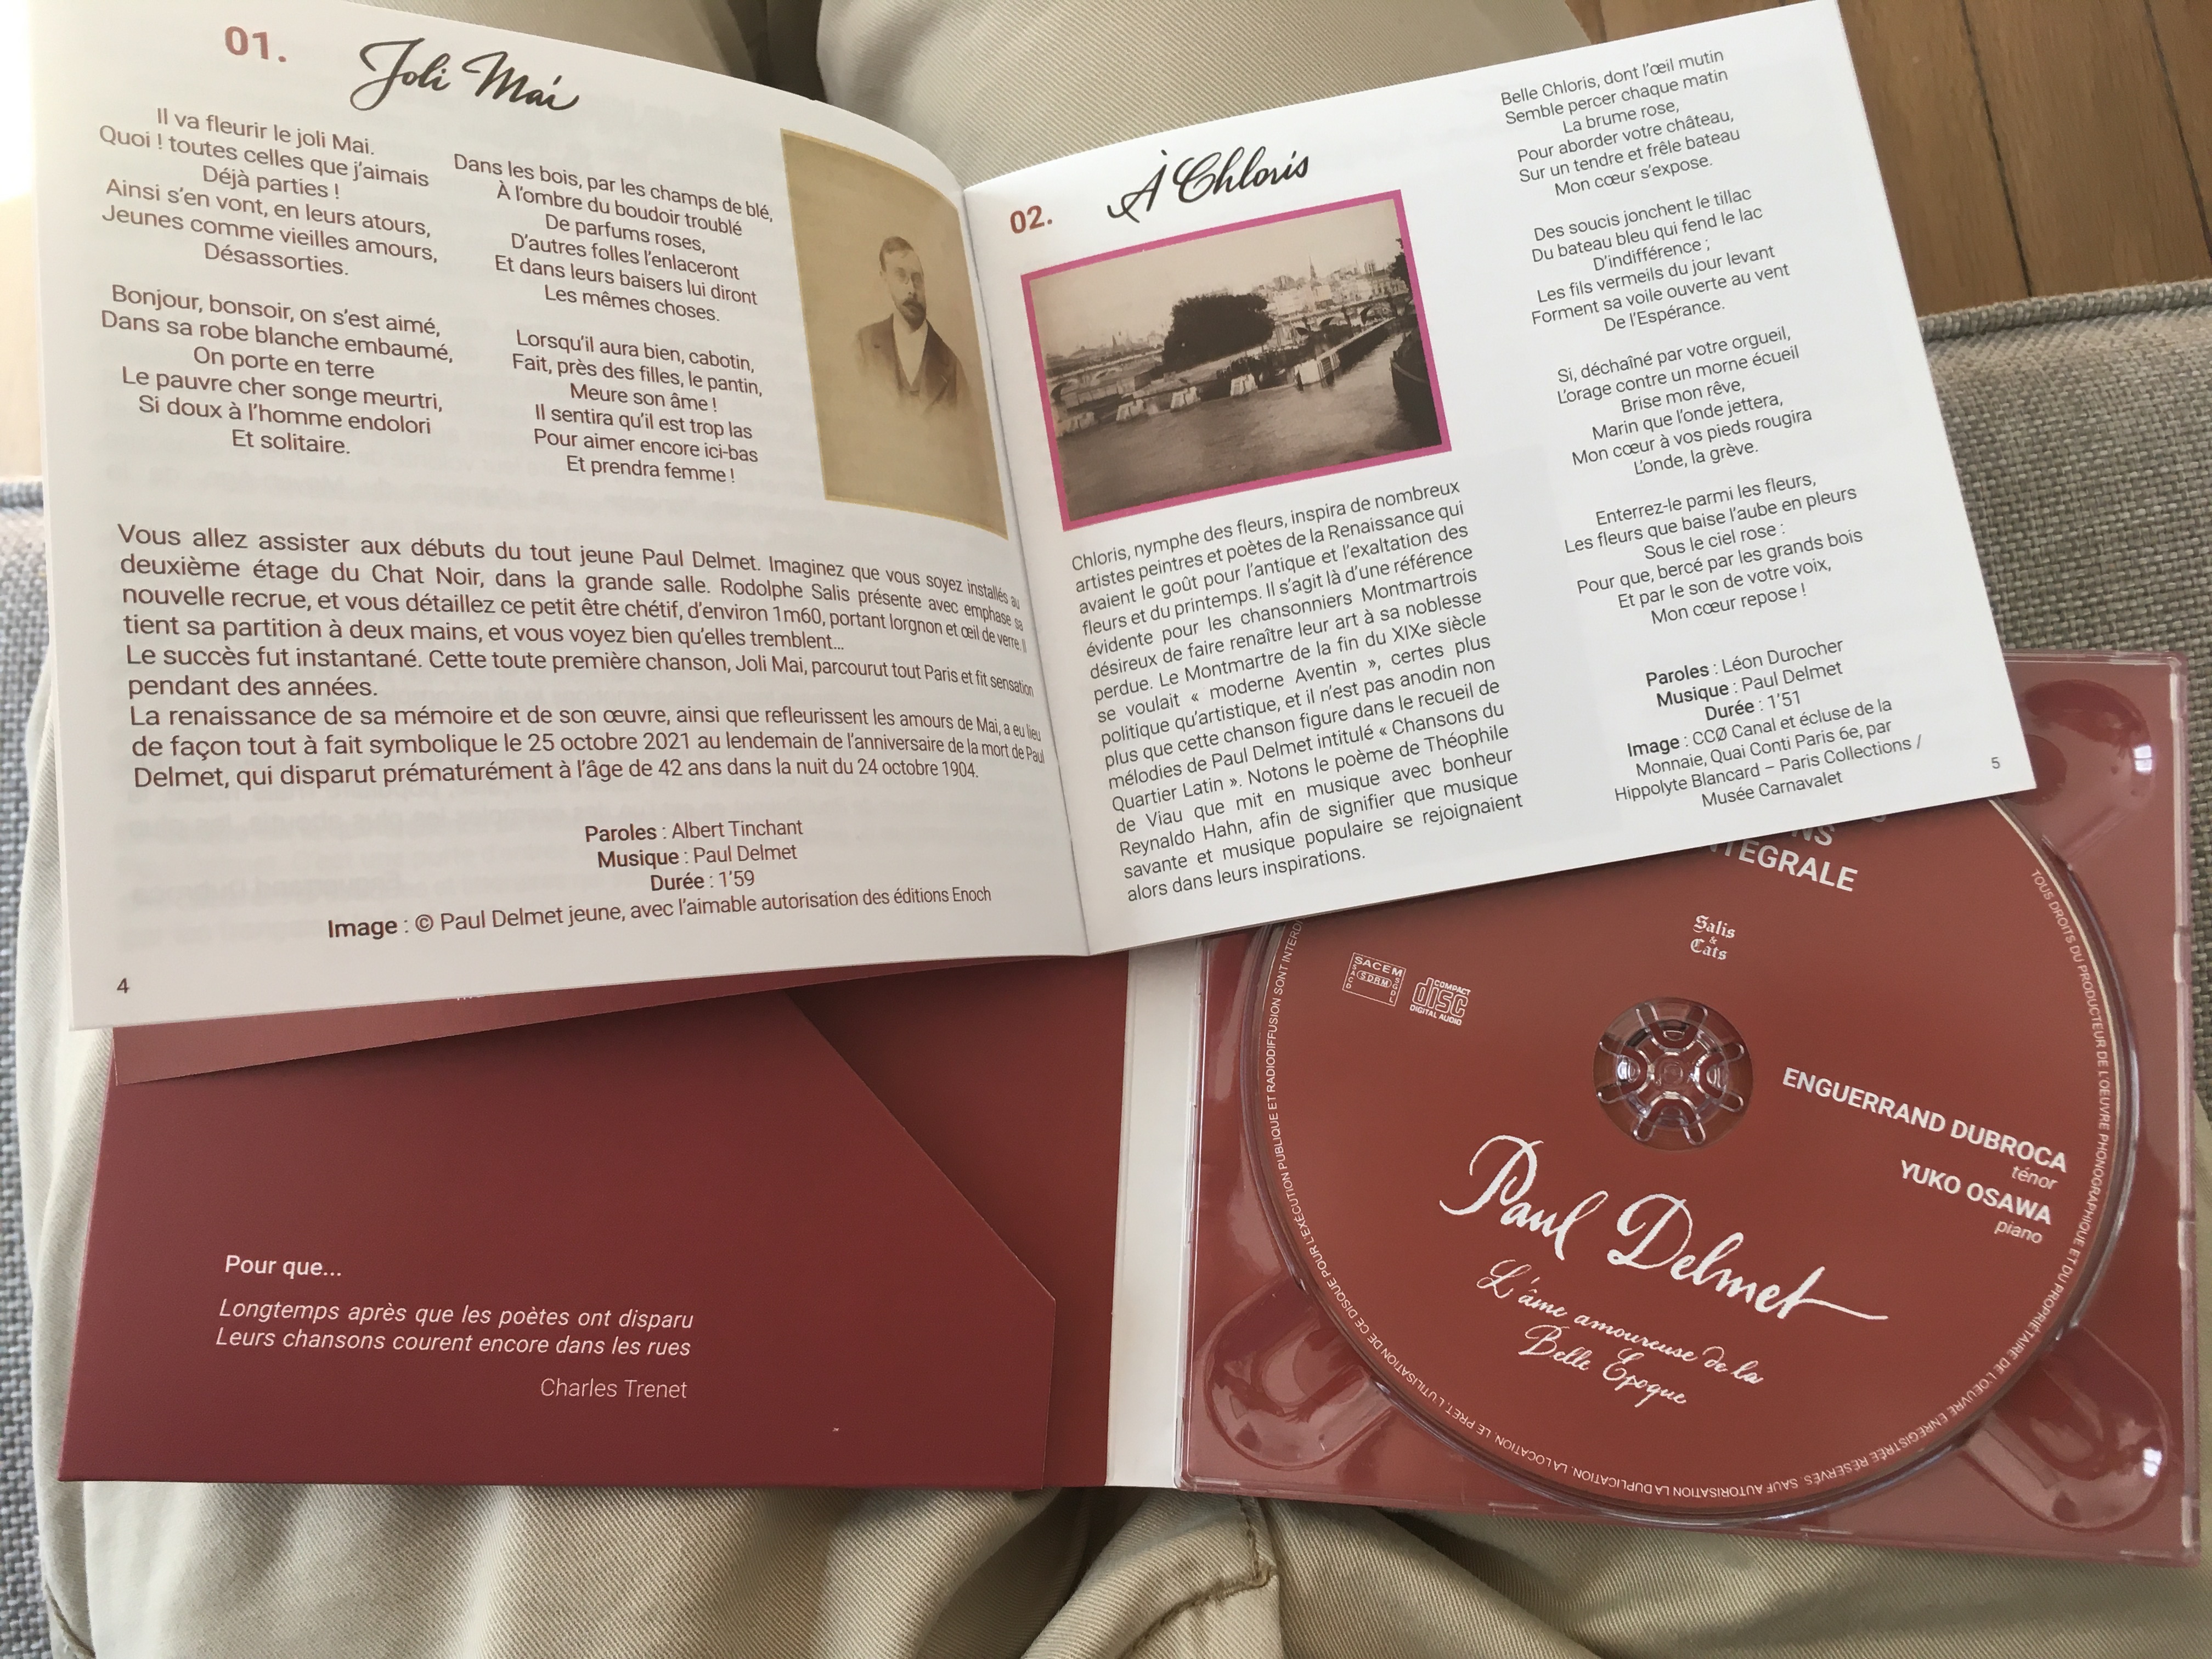 01.
Joli Mai
Il va fleurir le joli Mai.
Quoi ! toutes celles que j’aimais
Déjà parties !
Ainsi s’en vont, en leurs atours,
Jeunes comme vieilles amours,
Désassorties.
Bonjour, bonsoir, on s’est aimé,
Dans sa robe blanche embaumé,
On porte en terre
Le pauvre cher songe meurtri,
Si doux à l’homme endolori
Et solitaire.
Dans les bois, par les champs de blé,
À l’ombre du boudoir troublé
De parfums roses,
D’autres folles l’enlaceront
Et dans leurs baisers lui diront
Les mêmes choses.
Lorsqu’il aura bien, cabotin,
Fait, près des filles, le pantin,
Meure son âme !
Il sentira qu’il est trop las
Pour aimer encore ici-bas
Et prendra femme !
Vous allez assister aux débuts du tout jeune Paul Delmet. Imaginez que vous soyez installés au
deuxième étage du Chat Noir, dans la grande salle. Rodolphe Salis présente avec emphase sa
nouvelle recrue, et vous détaillez ce petit être chétif, d’environ 1m60, portant lorgnon et œil de verre. Il
tient sa partition à deux mains, et vous voyez bien qu’elles tremblent...
Le succès fut instantané. Cette toute première chanson, Joli Mai, parcourut tout Paris et fit sensation
pendant des années.
La renaissance de sa mémoire et de son œuvre, ainsi que refleurissent les amours de Mai, a eu lieu
de façon tout à fait symbolique le 25 octobre 2021 au lendemain de l’anniversaire de la mort de Paul
Delmet, qui disparut prématurément à l’âge de 42 ans dans la nuit du 24 octobre 1904.
Paroles : Albert Tinchant
Musique : Paul Delmet
Durée : 1’59
Image : © Paul Delmet jeune, avec l’aimable autorisation des éditions Enoch
4
02.
À Chloris
Chloris, nymphe des fleurs, inspira de nombreux
artistes peintres et poètes de la Renaissance qui
avaient le goût pour l’antique et l’exaltation des
fleurs et du printemps. Il s’agit là d’une référence
évidente pour les chansonniers Montmartrois
désireux de faire renaître leur art à sa noblesse
perdue. Le Montmartre de la fin du XIXe siècle
se voulait « moderne Aventin », certes plus
politique qu’artistique, et il n’est pas anodin non
plus que cette chanson figure dans le recueil de
mélodies de Paul Delmet intitulé « Chansons du
Quartier Latin ». Notons le poème de Théophile
de Viau que mit en musique avec bonheur
Reynaldo Hahn, afin de signifier que musique
savante et musique populaire se rejoignaient
alors dans leurs inspirations.
Belle Chloris, dont l’œil mutin
Semble percer chaque matin
La brume rose,
Pour aborder votre château,
Sur un tendre et frêle bateau
Mon cœur s’expose.
Des soucis jonchent le tillac
Du bateau bleu qui fend le lac
D’indifférence ;
Les fils vermeils du jour levant
Forment sa voile ouverte au vent
De l’Espérance.
Si, déchaîné par votre orgueil,
L’orage contre un morne écueil
Brise mon rêve,
Marin que l’onde jettera,
Mon cœur à vos pieds rougira
L’onde, la grève.
Enterrez-le parmi les fleurs,
Les fleurs que baise l’aube en pleurs
Sous le ciel rose :
Pour que, bercé par les grands bois
Et par le son de votre voix,
Mon cœur repose !
Paroles : Léon Durocher
Musique : Paul Delmet
Durée : 1’51
Image : CCØ Canal et écluse de la
Monnaie, Quai Conti Paris 6e, par
Hippolyte Blancard – Paris Collections /
Musée Carnavalet
5
Pour que...
Longtemps après que les poètes ont disparu
Leurs chansons courent encore dans les rues
Charles Trenet
Salis
&
Cats
SACEM
SACD
SDRM
SGDL
COMPACT
disc
DIGITAL AUDIO
ENGUERRAND DUBROCA
ténor
YUKO OSAWA
piano
Paul Delmet
L’âme amoureuse de la
Belle Epoque
TOUS DROITS DU PRODUCTEUR DE L’OEUVRE PHONOGRAPHIQUE ET DU PROPRIÉTAIRE DE L’OEUVRE ENREGISTRÉE RÉSERVÉS. SAUF AUTORISATION LA DUPLICATION, LA LOCATION, LE PRET, L’UTILISATION DE CE DISQUE POUR L’EXECUTION PUBLIQUE ET RADIODIFFUSION SONT